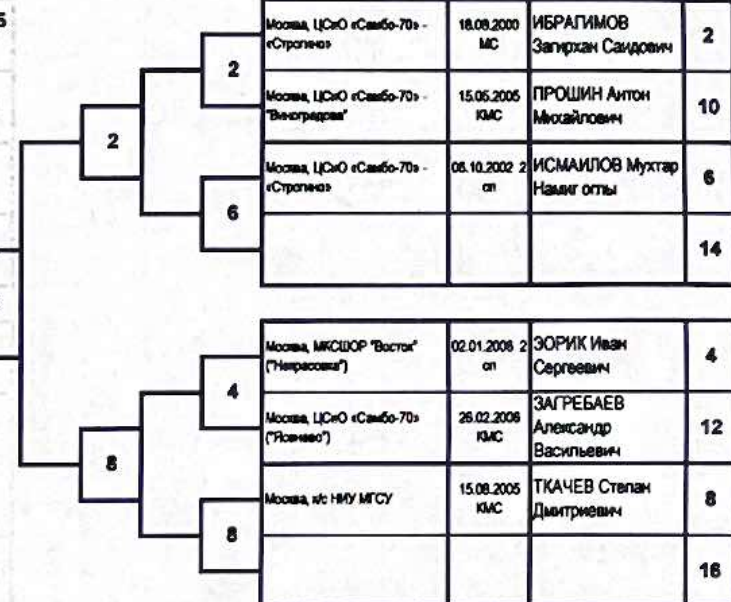 5
Москва, ЦСиО «Самбо-70» -
«Строгино»
18.08.2000
МС
ИБРАГИМОВ
Загирхан Саидович
2
2
Москва, ЦСиО «Самбо-70» -
"Виноградова"
15.05.2005
КМС
ПРОШИН Антон
Михайлович
10
2
Москва, ЦСиО «Самбо-70» -
«Строгино»
08.10.2002 2
сп
ИСМАИЛОВ Мухтар
Намиг оглы
6
6
14
Москва, МКСШОР "Восток"
("Некрасовка")
02.01.2006 2
сп
ЗОРИК Иван
Сергеевич
4
4
Москва, ЦСиО «Самбо-70»
("Ясенево")
26.02.2006
КМС
ЗАГРЕБАЕВ
Александр
Васильевич
12
8
Москва, к/с НИУ МГСУ
15.08.2005
КМС
ТКАЧЕВ Степан
Дмитриевич
8
8
16